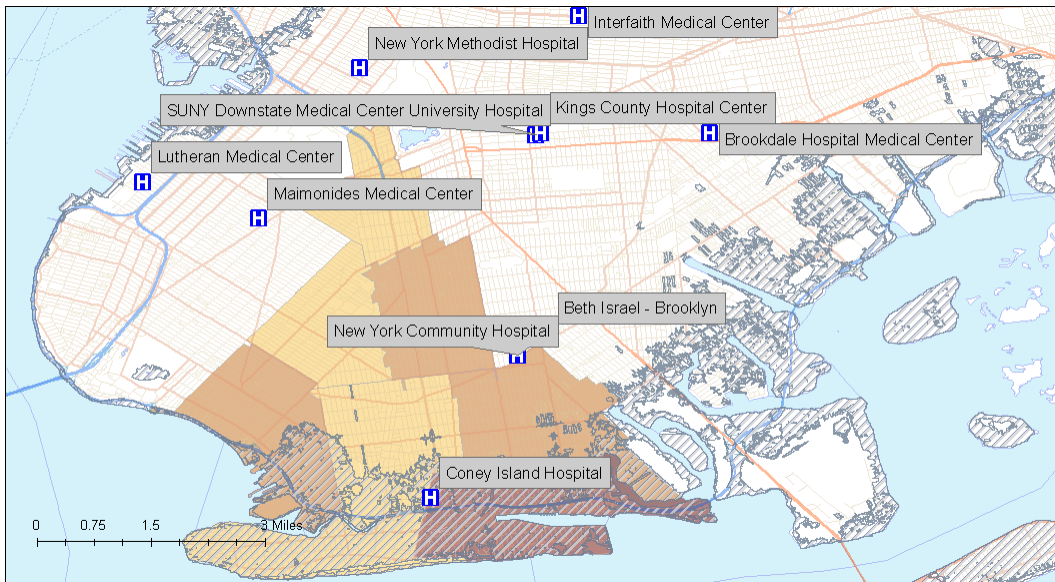 Interfaith Medical Center
New York Methodist Hospital
H
H
SUNY Downstate Medical Center University Hospital
Kings County Hospital Center
H
H
Brookdale Hospital Medical Center
Lutheran Medical Center
H
Maimonides Medical Center
H
Beth Israel - Brooklyn
New York Community Hospital
H
Coney Island Hospital
H
0 0.75 1.5 3 Miles